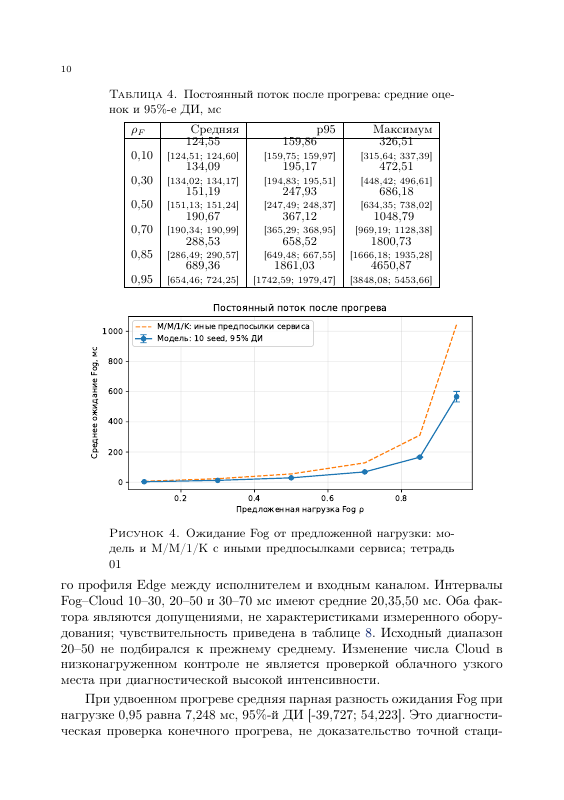 10
Таблица 4. Постоянный поток после прогрева: средние оце-
нок и 95%-е ДИ, мс
ρF Средняя p95 Максимум
124,55 159,86 326,51
0,10 [124,51; 124,60] [159,75; 159,97] [315,64; 337,39]
134,09 195,17 472,51
0,30 [134,02; 134,17] [194,83; 195,51] [448,42; 496,61]
151,19 247,93 686,18
0,50 [151,13; 151,24] [247,49; 248,37] [634,35; 738,02]
190,67 367,12 1048,79
0,70 [190,34; 190,99] [365,29; 368,95] [969,19; 1128,38]
288,53 658,52 1800,73
0,85 [286,49; 290,57] [649,48; 667,55] [1666,18; 1935,28]
689,36 1861,03 4650,87
0,95 [654,46; 724,25] [1742,59; 1979,47] [3848,08; 5453,66]
Постоянный поток после прогрева
M/M/1/K: иные предпосылки сервиса
Модель: 10 seed, 95% ДИ
Среднее ожидание Fog, мс
1000
800
600
400
200
0
0.2 0.4 0.6 0.8
Предложенная нагрузка Fog ρ
Рисунок 4. Ожидание Fog от предложенной нагрузки: мо-
дель и M/M/1/K с иными предпосылками сервиса; тетрадь
01
го профиля Edge между исполнителем и входным каналом. Интервалы
Fog–Cloud 10–30, 20–50 и 30–70 мс имеют средние 20,35,50 мс. Оба фак-
тора являются допущениями, не характеристиками измеренного обору-
дования; чувствительность приведена в таблице 8. Исходный диапазон
20–50 не подбирался к прежнему среднему. Изменение числа Cloud в
низконагруженном контроле не является проверкой облачного узкого
места при диагностической высокой интенсивности.
При удвоенном прогреве средняя парная разность ожидания Fog при
нагрузке 0,95 равна 7,248 мс, 95%-й ДИ [-39,727; 54,223]. Это диагности-
ческая проверка конечного прогрева, не доказательство точной стаци-